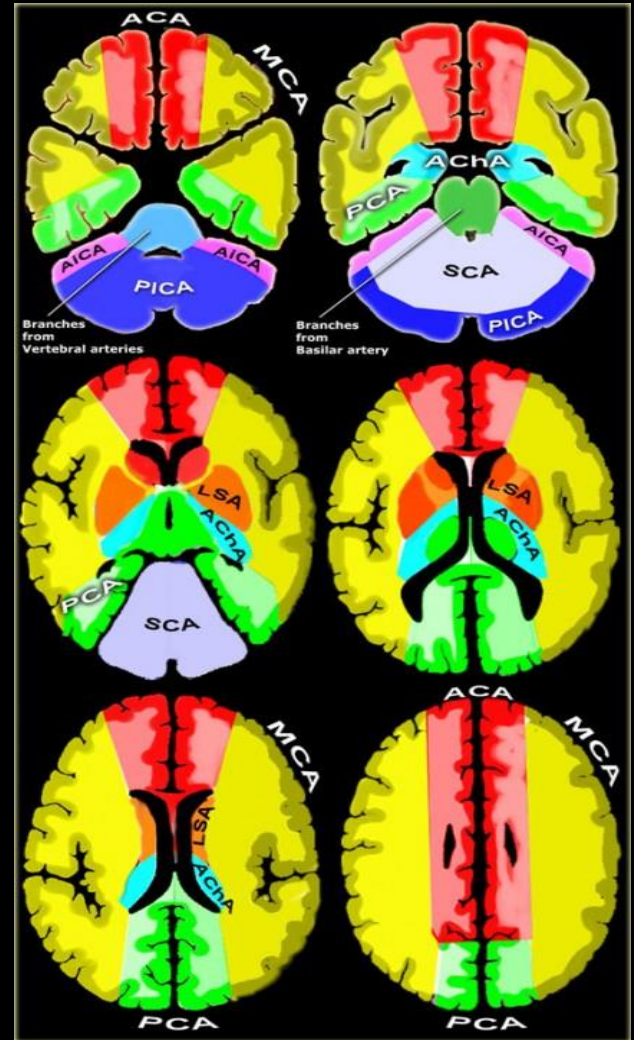 ACA
MCA
AICA
AICA
PICA
Branches
from
Vertebral arteries
AChA
PCA
AICA
SCA
PICA
Branches
from
Basilar artery
LSA
AChA
PCA
SCA
LSA
AChA
MCA
LSA
AChA
PCA
ACA
MCA
PCA